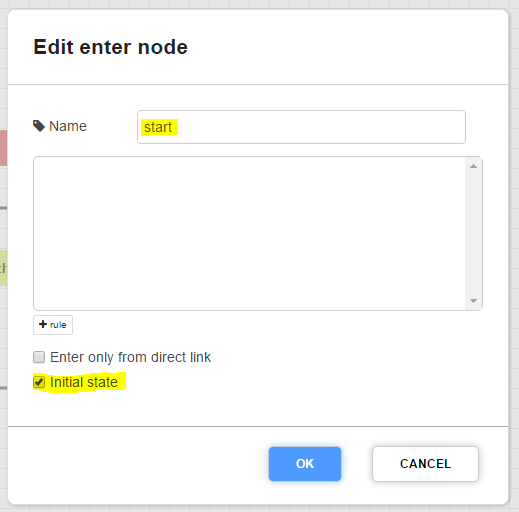 Edit enter node
Name
start
+ rule
Enter only from direct link
Initial state
OK
CANCEL